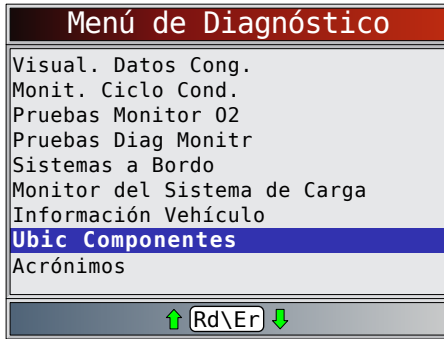 Menú de Diagnóstico
Visual. Datos Cong.
Monit. Ciclo Cond.
Pruebas Monitor O2
Pruebas Diag Monitr
Sistemas a Bordo
Monitor del Sistema de Carga
Información Vehículo
Ubic Componentes
Acrónimos
Rd\Er